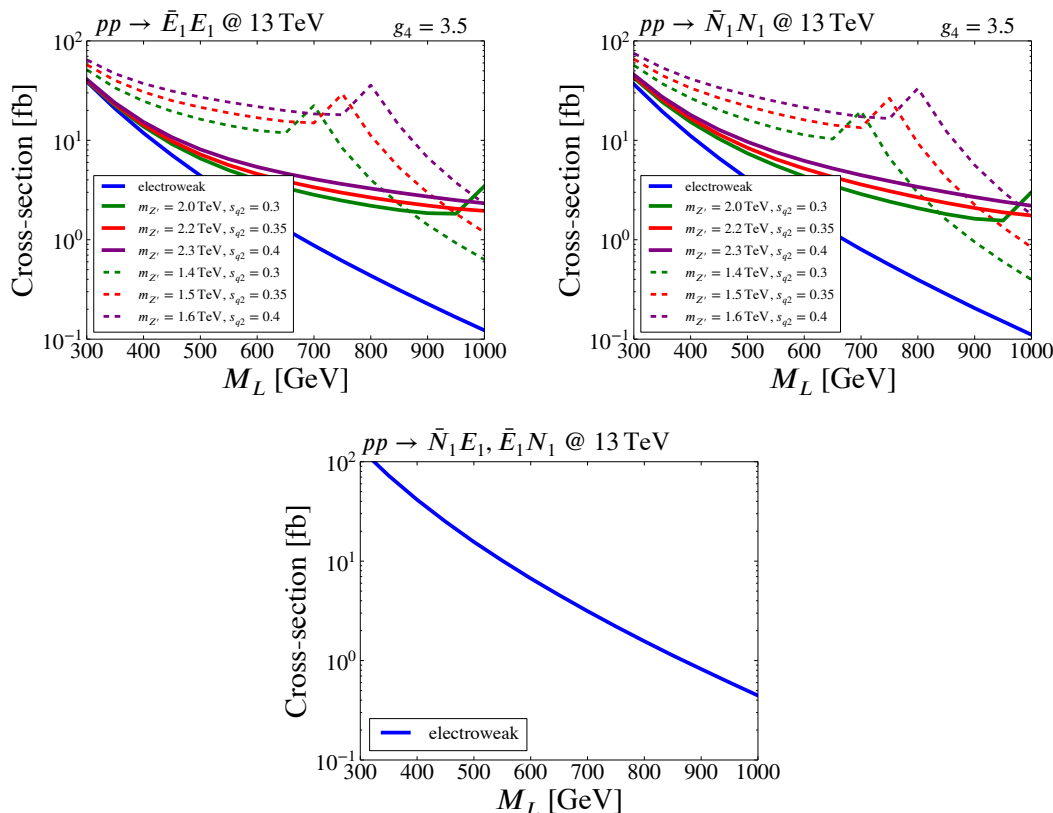 pp → Ē₁E₁ @ 13 TeV g₄ = 3.5
Cross-section [fb]
10²
10¹
10⁰
10⁻¹
electroweak
m_Z′ = 2.0 TeV, s_q2 = 0.3
m_Z′ = 2.2 TeV, s_q2 = 0.35
m_Z′ = 2.3 TeV, s_q2 = 0.4
m_Z′ = 1.4 TeV, s_q2 = 0.3
m_Z′ = 1.5 TeV, s_q2 = 0.35
m_Z′ = 1.6 TeV, s_q2 = 0.4
300 400 500 600 700 800 900 1000
M_L [GeV]
pp → N̄₁N₁ @ 13 TeV g₄ = 3.5
Cross-section [fb]
10²
10¹
10⁰
10⁻¹
electroweak
m_Z′ = 2.0 TeV, s_q2 = 0.3
m_Z′ = 2.2 TeV, s_q2 = 0.35
m_Z′ = 2.3 TeV, s_q2 = 0.4
m_Z′ = 1.4 TeV, s_q2 = 0.3
m_Z′ = 1.5 TeV, s_q2 = 0.35
m_Z′ = 1.6 TeV, s_q2 = 0.4
300 400 500 600 700 800 900 1000
M_L [GeV]
pp → N̄₁E₁, Ē₁N₁ @ 13 TeV
Cross-section [fb]
10²
10¹
10⁰
10⁻¹
electroweak
300 400 500 600 700 800 900 1000
M_L [GeV]